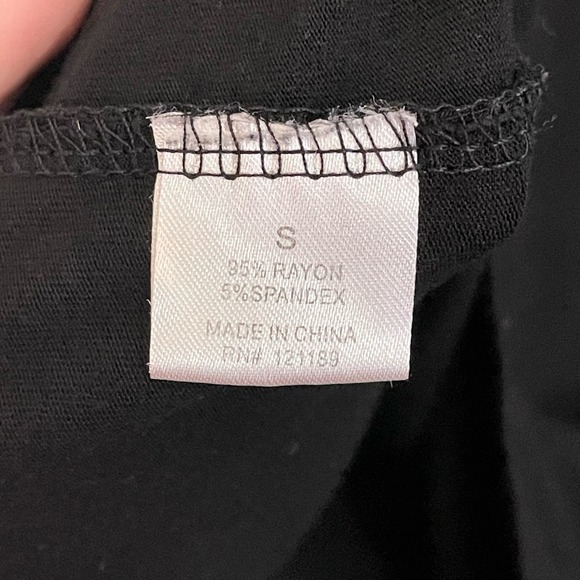 S
95% RAYON
5%SPANDEX
MADE IN CHINA
RN# 121189